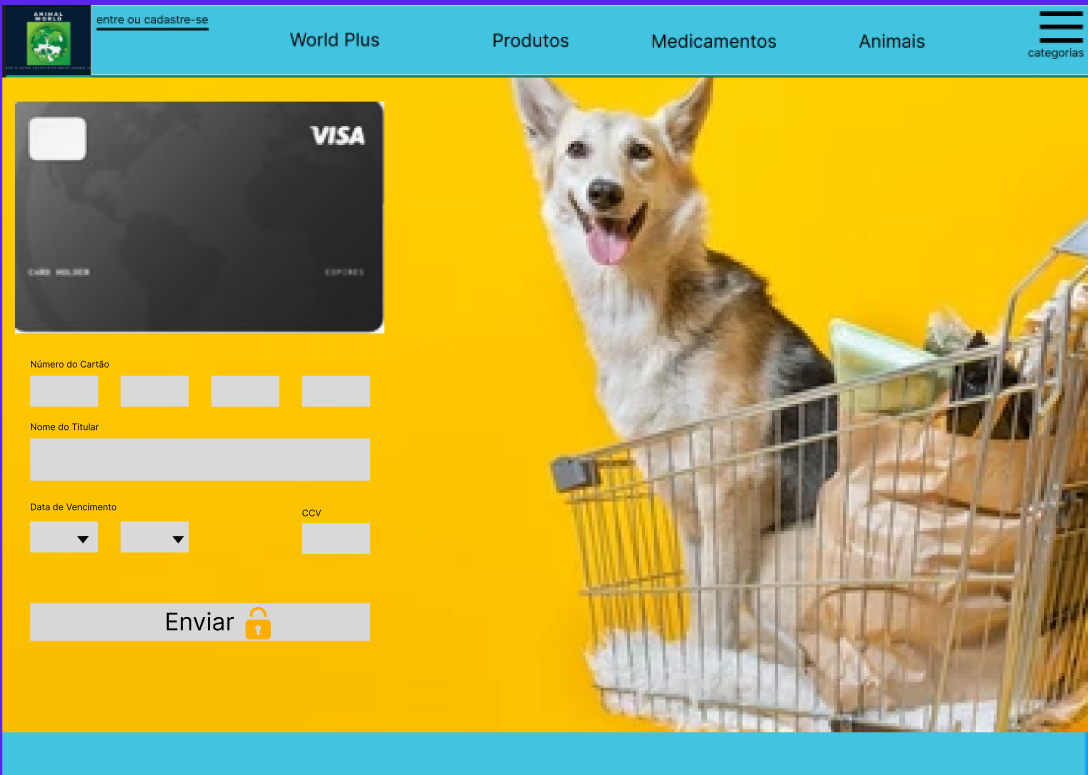 ANIMAL
WORLD
entre ou cadastre-se
World Plus
Produtos
Medicamentos
Animais
categorias
VISA
CARD HOLDER
EXPIRES
Número do Cartão
Nome do Titular
Data de Vencimento
CCV
Enviar